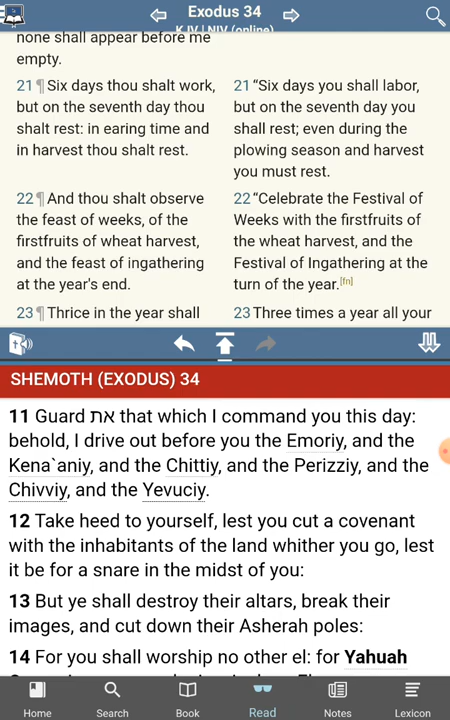 Exodus 34
KJV | NIV (online)
none shall appear before me
empty.
21 ¶ Six days thou shalt work,
but on the seventh day thou
shalt rest: in earing time and
in harvest thou shalt rest.
22 ¶ And thou shalt observe
the feast of weeks, of the
firstfruits of wheat harvest,
and the feast of ingathering
at the year's end.
23 ¶ Thrice in the year shall
21 “Six days you shall labor,
but on the seventh day you
shall rest; even during the
plowing season and harvest
you must rest.
22 “Celebrate the Festival of
Weeks with the firstfruits of
the wheat harvest, and the
Festival of Ingathering at the
turn of the year.[fn]
23 Three times a year all your
SHEMOTH (EXODUS) 34
11 Guard את that which I command you this day:
behold, I drive out before you the Emoriy, and the
Kena`aniy, and the Chittiy, and the Perizziy, and the
Chivviy, and the Yevuciy.
12 Take heed to yourself, lest you cut a covenant
with the inhabitants of the land whither you go, lest
it be for a snare in the midst of you:
13 But ye shall destroy their altars, break their
images, and cut down their Asherah poles:
14 For you shall worship no other el: for Yahuah
Home
Search
Book
Read
Notes
Lexicon